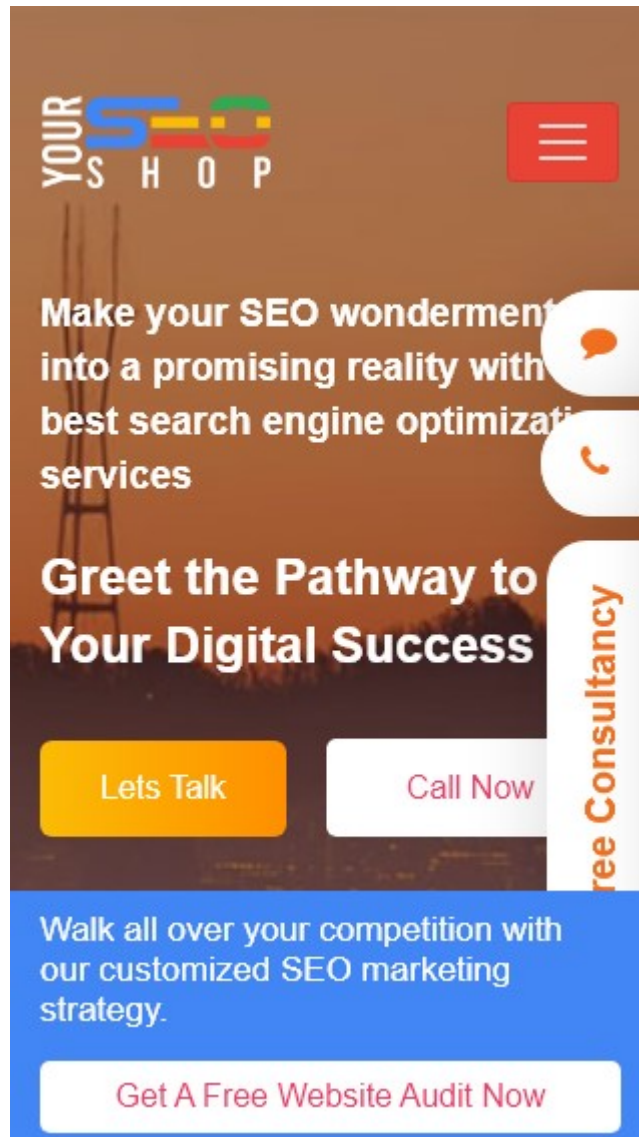 YOUR SEO
SHOP
Make your SEO wonderment
into a promising reality with
best search engine
services
Greet the Pathway to
Your Digital Success
Lets Talk
Call Now
Consultancy
Walk all over your competition with
our customized SEO marketing
strategy.
Get A Free Website Audit Now